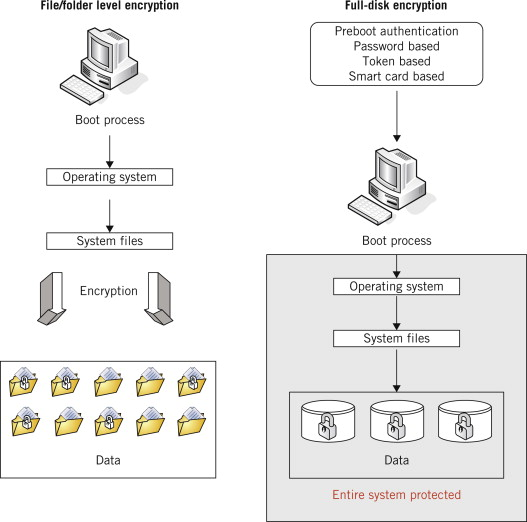 File/folder level encryption
Boot process
Operating system
System files
Encryption
Data
Full-disk encryption
Preboot authentication
Password based
Token based
Smart card based
Boot process
Operating system
System files
Data
Entire system protected